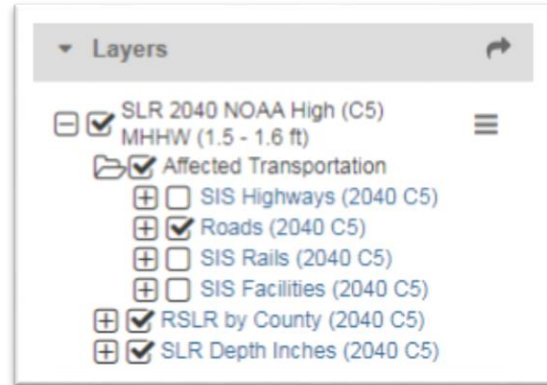 Layers
SLR 2040 NOAA High (C5)
MHHW (1.5 - 1.6 ft)
Affected Transportation
SIS Highways (2040 C5)
Roads (2040 C5)
SIS Rails (2040 C5)
SIS Facilities (2040 C5)
RSLR by County (2040 C5)
SLR Depth Inches (2040 C5)